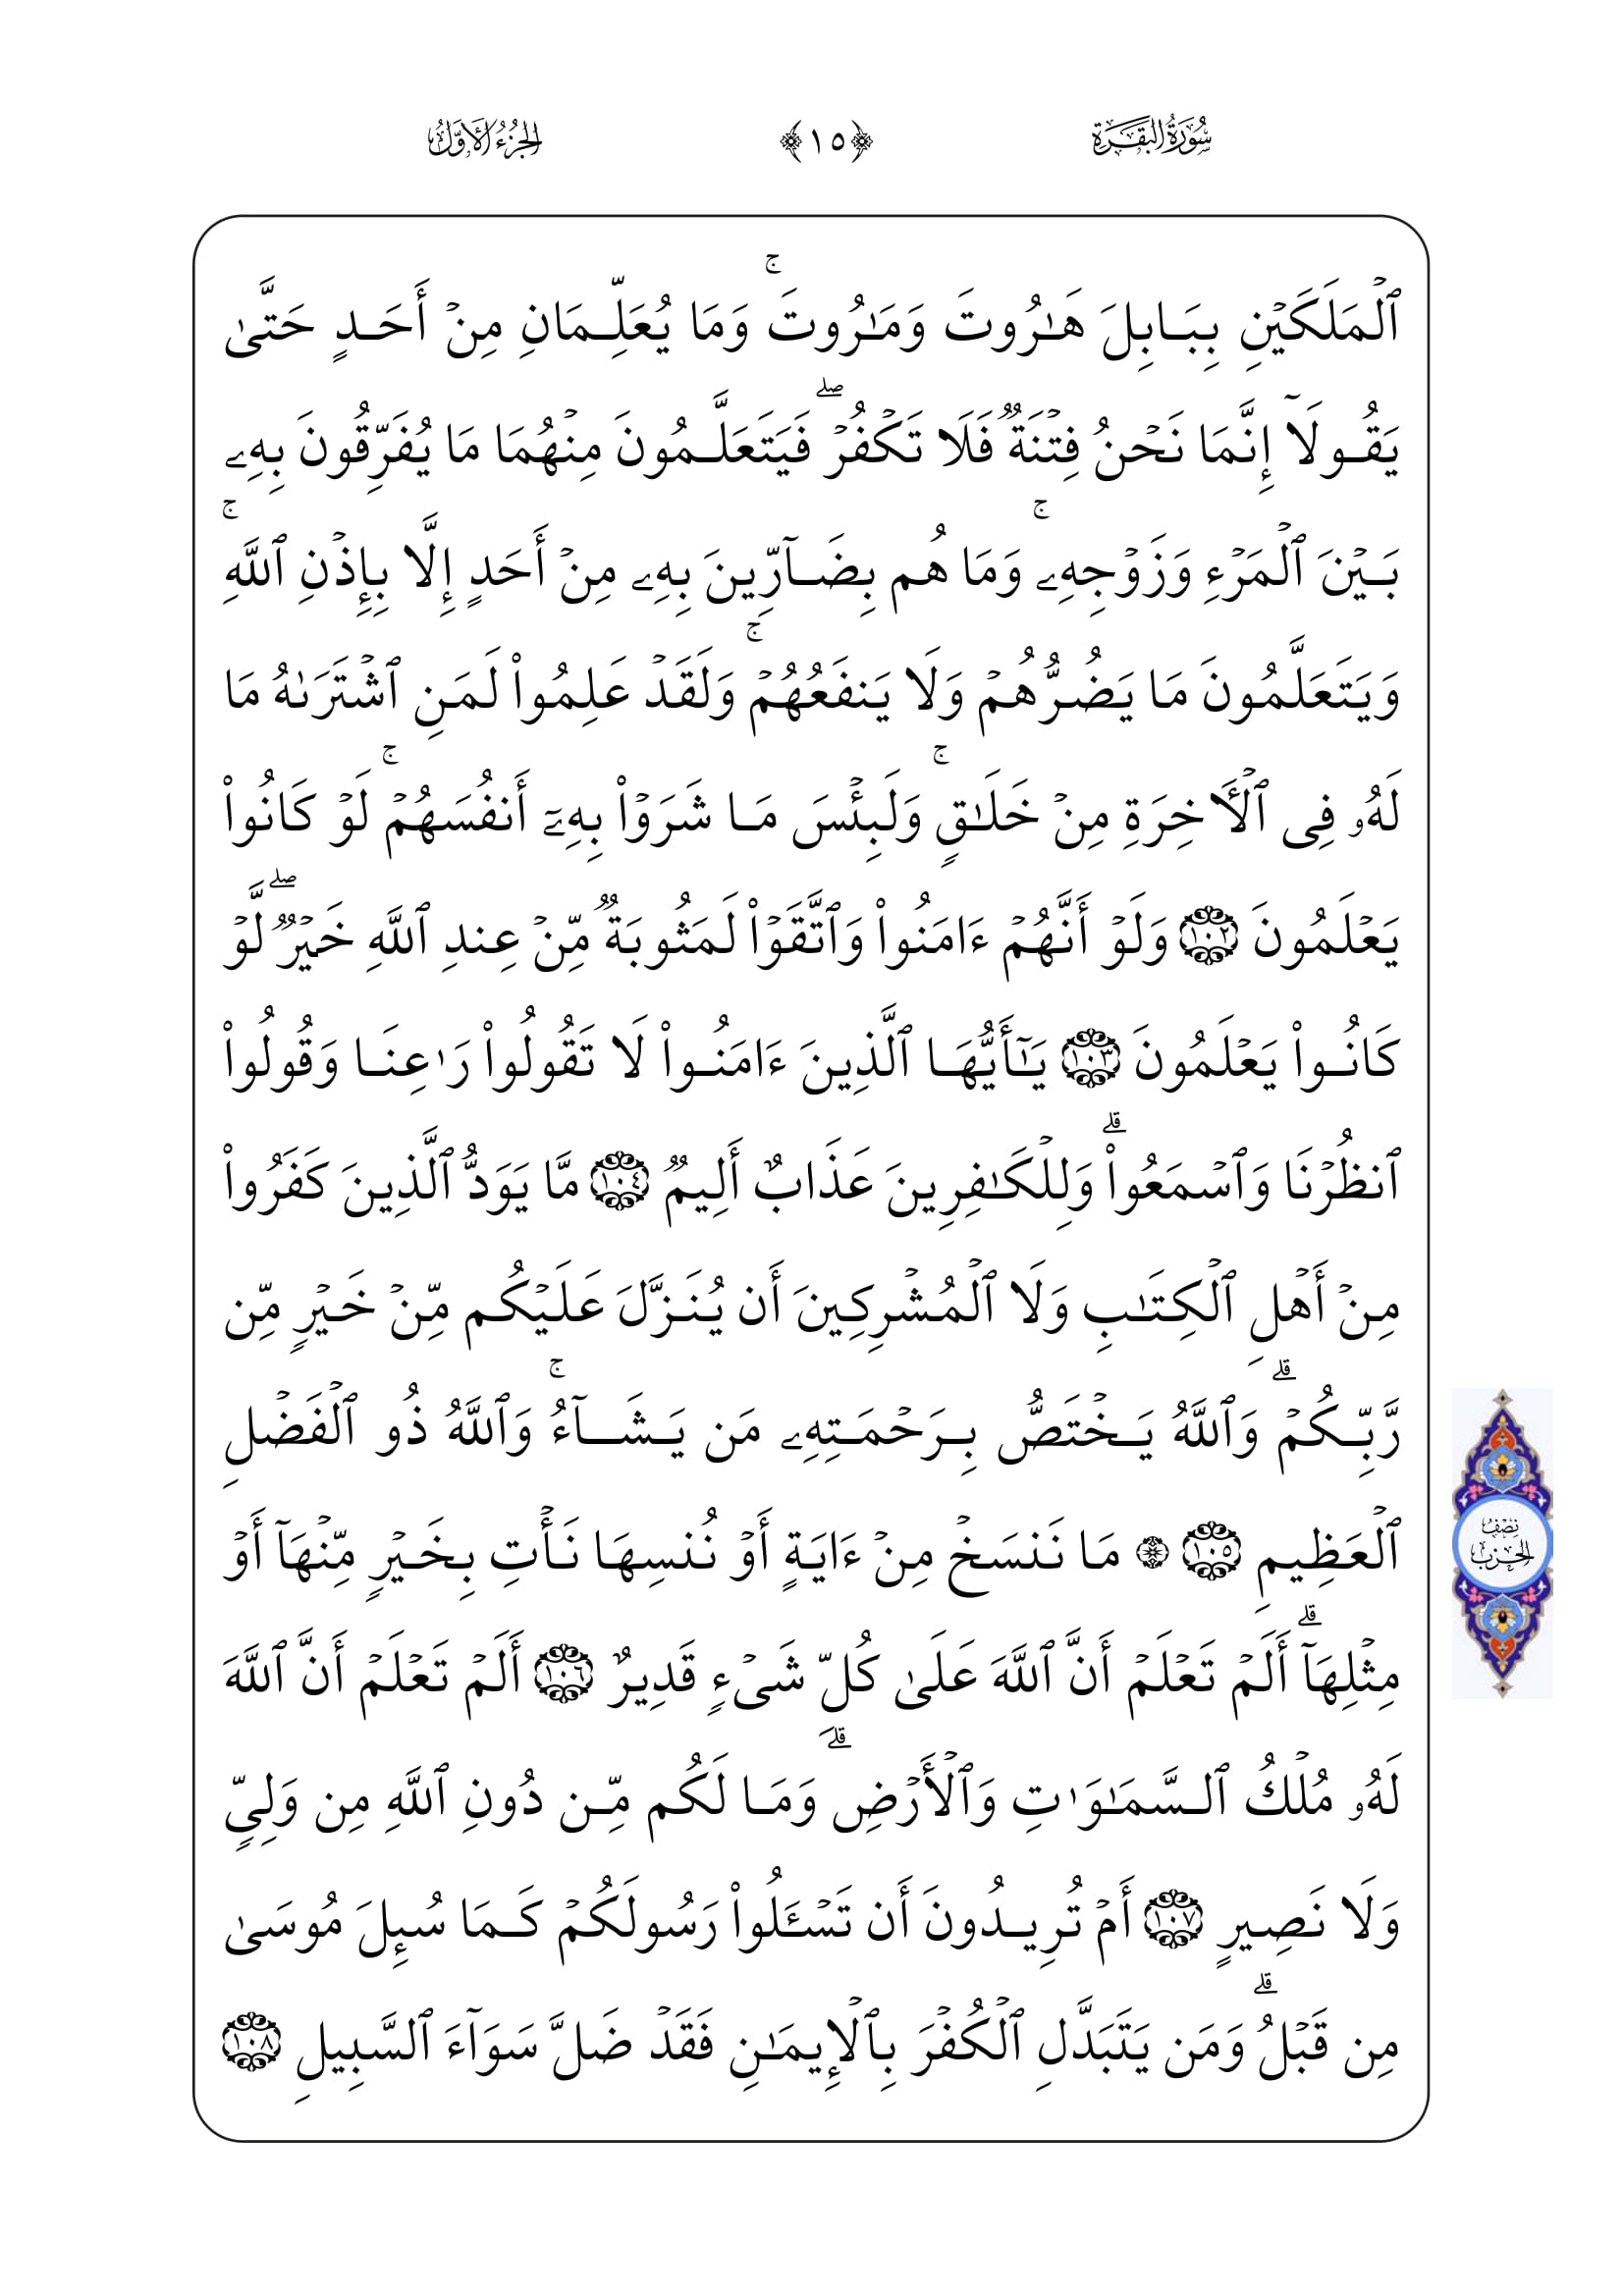 سُورَةُ البَقَرَةِ ﴿١٥﴾ الجُزْءُ الأَوَّلُ
ٱلۡمَلَكَيۡنِ بِبَابِلَ هَٰرُوتَ وَمَٰرُوتَۚ وَمَا يُعَلِّمَانِ مِنۡ أَحَدٍ حَتَّىٰ
يَقُولَآ إِنَّمَا نَحۡنُ فِتۡنَةٞ فَلَا تَكۡفُرۡۖ فَيَتَعَلَّمُونَ مِنۡهُمَا مَا يُفَرِّقُونَ بِهِۦ
بَيۡنَ ٱلۡمَرۡءِ وَزَوۡجِهِۦۚ وَمَا هُم بِضَآرِّينَ بِهِۦ مِنۡ أَحَدٍ إِلَّا بِإِذۡنِ ٱللَّهِۚ
وَيَتَعَلَّمُونَ مَا يَضُرُّهُمۡ وَلَا يَنفَعُهُمۡۚ وَلَقَدۡ عَلِمُواْ لَمَنِ ٱشۡتَرَىٰهُ مَا
لَهُۥ فِى ٱلۡأٓخِرَةِ مِنۡ خَلَٰقٍۚ وَلَبِئۡسَ مَا شَرَوۡاْ بِهِۦٓ أَنفُسَهُمۡۚ لَوۡ كَانُواْ
يَعۡلَمُونَ ١٠٢ وَلَوۡ أَنَّهُمۡ ءَامَنُواْ وَٱتَّقَوۡاْ لَمَثُوبَةٞ مِّنۡ عِندِ ٱللَّهِ خَيۡرٞۖ لَّوۡ
كَانُواْ يَعۡلَمُونَ ١٠٣ يَٰٓأَيُّهَا ٱلَّذِينَ ءَامَنُواْ لَا تَقُولُواْ رَٰعِنَا وَقُولُواْ
ٱنظُرۡنَا وَٱسۡمَعُواْۗ وَلِلۡكَٰفِرِينَ عَذَابٌ أَلِيمٞ ١٠٤ مَّا يَوَدُّ ٱلَّذِينَ كَفَرُواْ
مِنۡ أَهۡلِ ٱلۡكِتَٰبِ وَلَا ٱلۡمُشۡرِكِينَ أَن يُنَزَّلَ عَلَيۡكُم مِّنۡ خَيۡرٍ مِّن
رَّبِّكُمۡۗ وَٱللَّهُ يَخۡتَصُّ بِرَحۡمَتِهِۦ مَن يَشَآءُۚ وَٱللَّهُ ذُو ٱلۡفَضۡلِ
ٱلۡعَظِيمِ ١٠٥ ۞ مَا نَنسَخۡ مِنۡ ءَايَةٍ أَوۡ نُنسِهَا نَأۡتِ بِخَيۡرٍ مِّنۡهَآ أَوۡ
مِثۡلِهَآۗ أَلَمۡ تَعۡلَمۡ أَنَّ ٱللَّهَ عَلَىٰ كُلِّ شَىۡءٍ قَدِيرٌ ١٠٦ أَلَمۡ تَعۡلَمۡ أَنَّ ٱللَّهَ
لَهُۥ مُلۡكُ ٱلسَّمَٰوَٰتِ وَٱلۡأَرۡضِۗ وَمَا لَكُم مِّن دُونِ ٱللَّهِ مِن وَلِيٍّ
وَلَا نَصِيرٍ ١٠٧ أَمۡ تُرِيدُونَ أَن تَسۡـَٔلُواْ رَسُولَكُمۡ كَمَا سُئِلَ مُوسَىٰ
مِن قَبۡلُۗ وَمَن يَتَبَدَّلِ ٱلۡكُفۡرَ بِٱلۡإِيمَٰنِ فَقَدۡ ضَلَّ سَوَآءَ ٱلسَّبِيلِ ١٠٨
نِصْفُ
الحِزْبِ